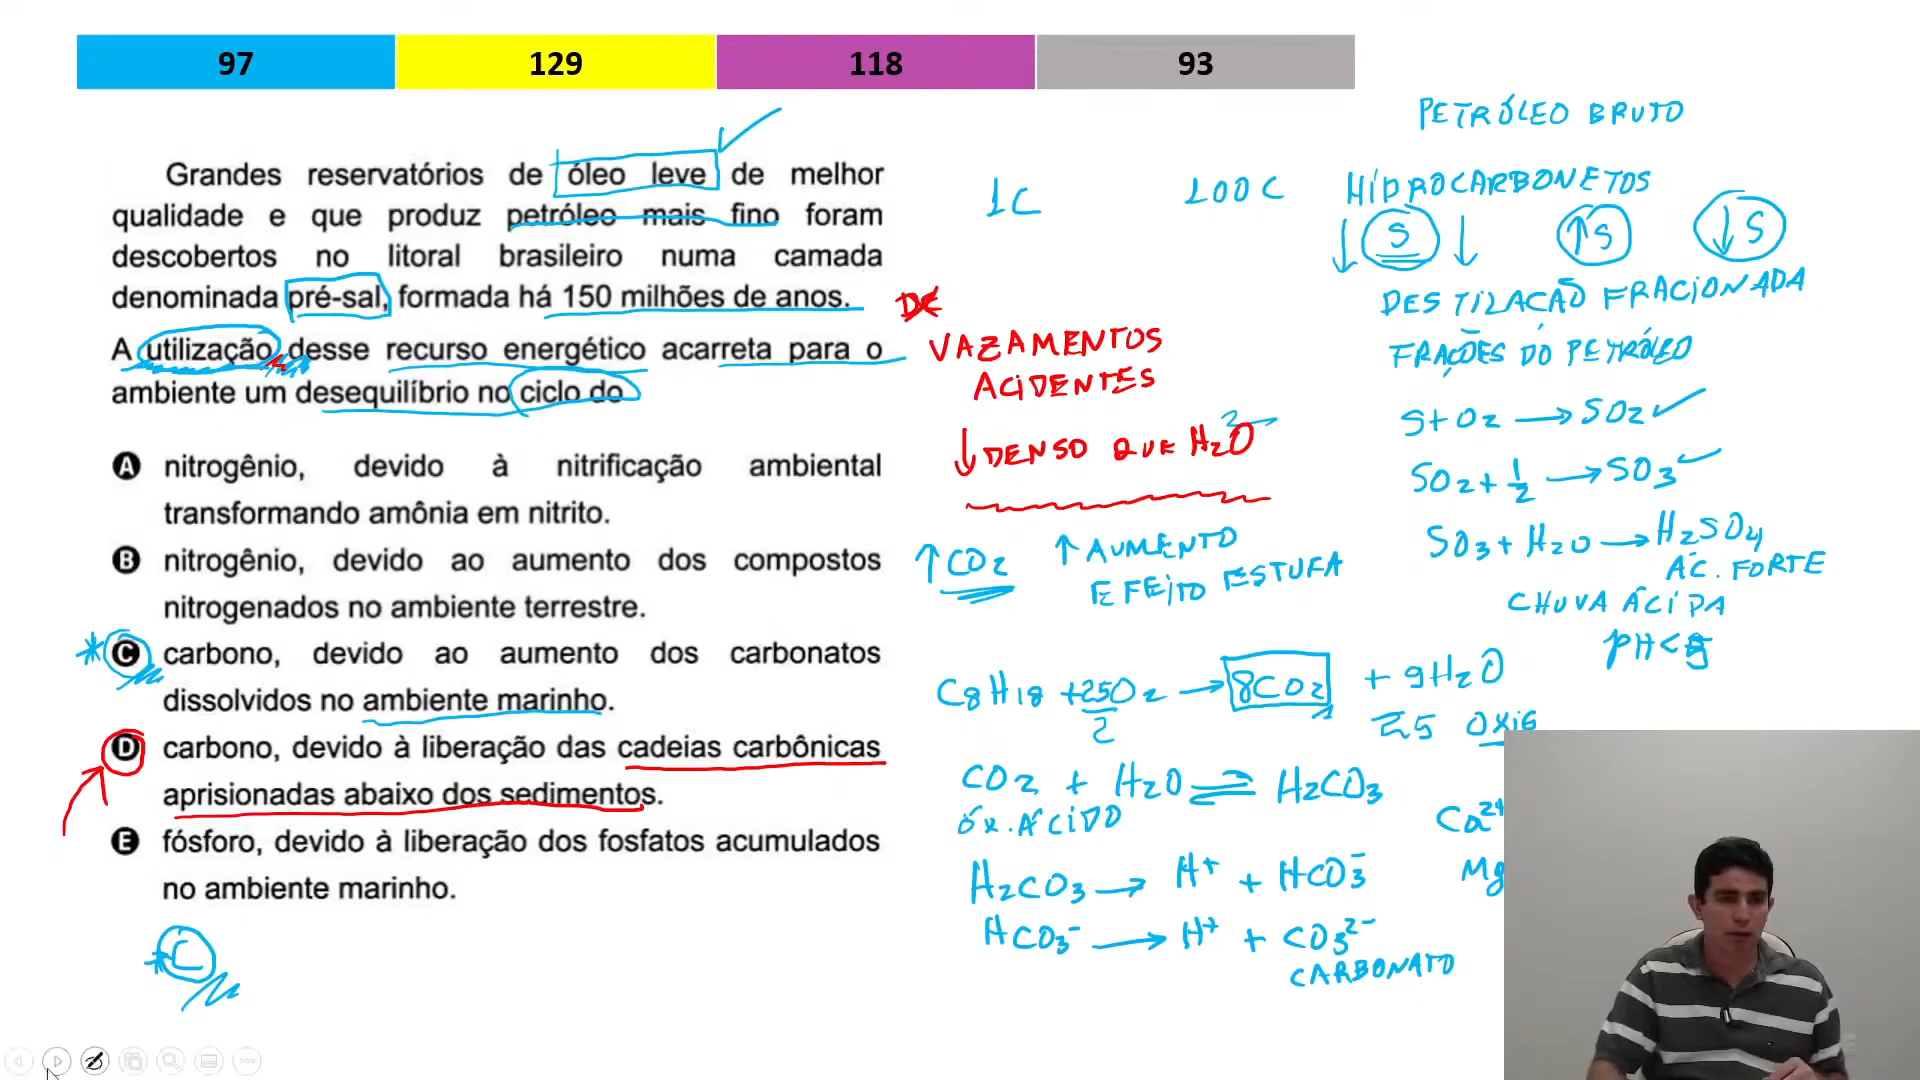 97 129 118 93
Grandes reservatórios de óleo leve de melhor
qualidade e que produz petróleo mais fino foram
descobertos no litoral brasileiro numa camada
denominada pré-sal, formada há 150 milhões de anos.
A utilização desse recurso energético acarreta para o
ambiente um desequilíbrio no ciclo do
A nitrogênio, devido à nitrificação ambiental
transformando amônia em nitrito.
B nitrogênio, devido ao aumento dos compostos
nitrogenados no ambiente terrestre.
C carbono, devido ao aumento dos carbonatos
dissolvidos no ambiente marinho.
D carbono, devido à liberação das cadeias carbônicas
aprisionadas abaixo dos sedimentos.
E fósforo, devido à liberação dos fosfatos acumulados
no ambiente marinho.
C
1C 100C
VAZAMENTOS
ACIDENTES
↓ DENSO QUE H2O
↑CO2 ↑ AUMENTO
EFEITO ESTUFA
C8H18 + 25/2 O2 → 8CO2 + 9H2O
25 OXIG
CO2 + H2O ⇌ H2CO3
ÓX. ÁCIDO
H2CO3 → H+ + HCO3-
HCO3- → H+ + CO3 2-
CARBONATO
Ca2+
Mg
PETRÓLEO BRUTO
HIDROCARBONETOS
↓ S ↓ ↑S ↓S
DESTILAÇÃO FRACIONADA
FRAÇÕES DO PETRÓLEO
S + O2 → SO2
SO2 + 1/2 → SO3
SO3 + H2O → H2SO4
ÁC. FORTE
CHUVA ÁCIDA
pH < 5